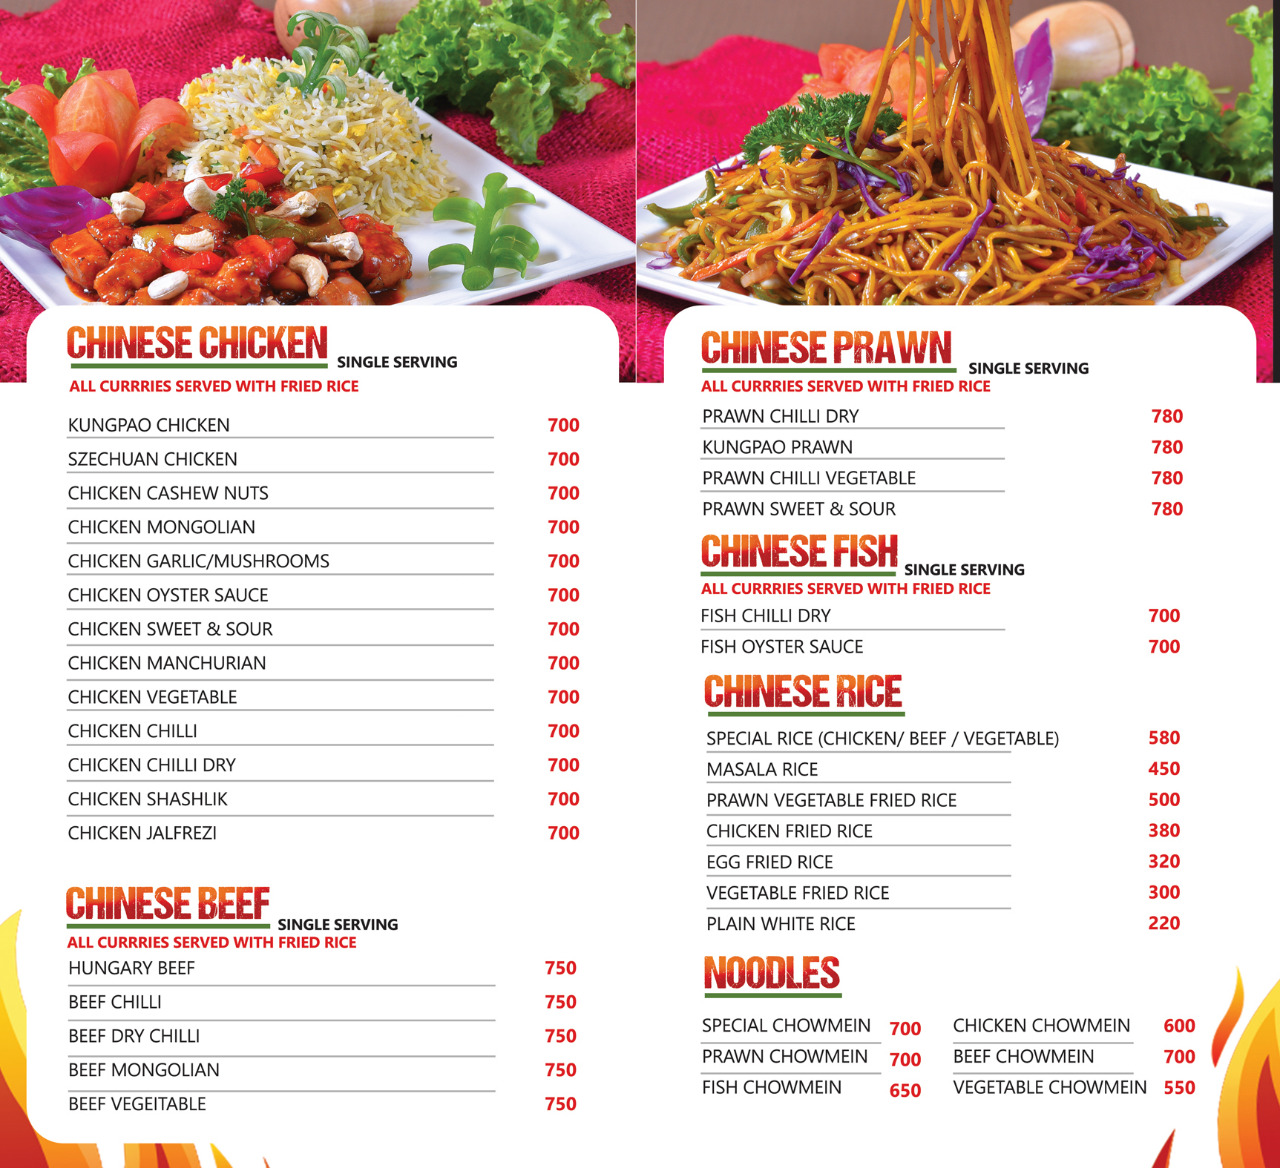 CHINESE CHICKEN SINGLE SERVING
ALL CURRRIES SERVED WITH FRIED RICE
KUNGPAO CHICKEN 700
SZECHUAN CHICKEN 700
CHICKEN CASHEW NUTS 700
CHICKEN MONGOLIAN 700
CHICKEN GARLIC/MUSHROOMS 700
CHICKEN OYSTER SAUCE 700
CHICKEN SWEET & SOUR 700
CHICKEN MANCHURIAN 700
CHICKEN VEGETABLE 700
CHICKEN CHILLI 700
CHICKEN CHILLI DRY 700
CHICKEN SHASHLIK 700
CHICKEN JALFREZI 700
CHINESE BEEF SINGLE SERVING
ALL CURRRIES SERVED WITH FRIED RICE
HUNGARY BEEF 750
BEEF CHILLI 750
BEEF DRY CHILLI 750
BEEF MONGOLIAN 750
BEEF VEGEITABLE 750
CHINESE PRAWN SINGLE SERVING
ALL CURRRIES SERVED WITH FRIED RICE
PRAWN CHILLI DRY 780
KUNGPAO PRAWN 780
PRAWN CHILLI VEGETABLE 780
PRAWN SWEET & SOUR 780
CHINESE FISH SINGLE SERVING
ALL CURRRIES SERVED WITH FRIED RICE
FISH CHILLI DRY 700
FISH OYSTER SAUCE 700
CHINESE RICE
SPECIAL RICE (CHICKEN/ BEEF / VEGETABLE) 580
MASALA RICE 450
PRAWN VEGETABLE FRIED RICE 500
CHICKEN FRIED RICE 380
EGG FRIED RICE 320
VEGETABLE FRIED RICE 300
PLAIN WHITE RICE 220
NOODLES
SPECIAL CHOWMEIN 700 CHICKEN CHOWMEIN 600
PRAWN CHOWMEIN 700 BEEF CHOWMEIN 700
FISH CHOWMEIN 650 VEGETABLE CHOWMEIN 550